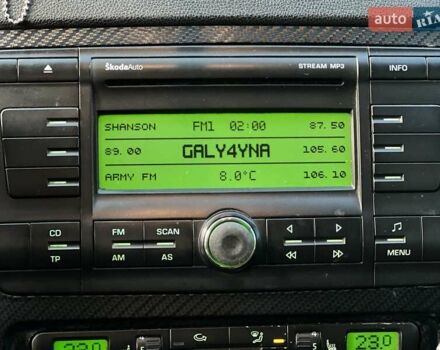 auto
RIA
ŠkodaAuto STREAM MP3 INFO
SHANSON FM1 02:00 87.50
89.00 GALY4YNA 105.60
ARMY FM 8.0°C 106.10
CD FM SCAN
TP AM AS MENU
23.0 5 23.0